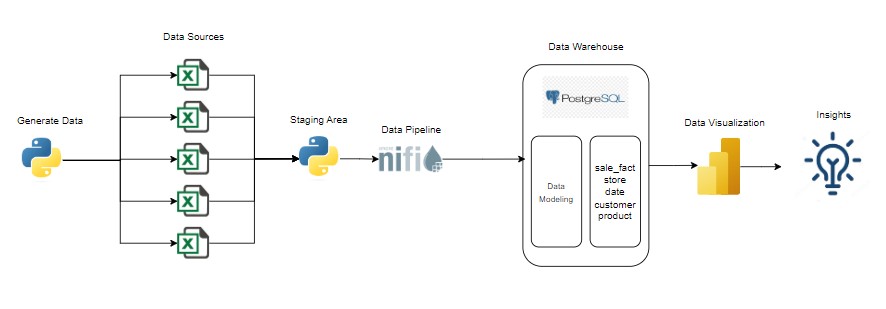 Data Sources
Generate Data
X
X
X
X
X
Staging Area
Data Pipeline
nifi
Data Warehouse
PostgreSQL
Data
Modeling
sale_fact
store
date
customer
product
Data Visualization
Insights